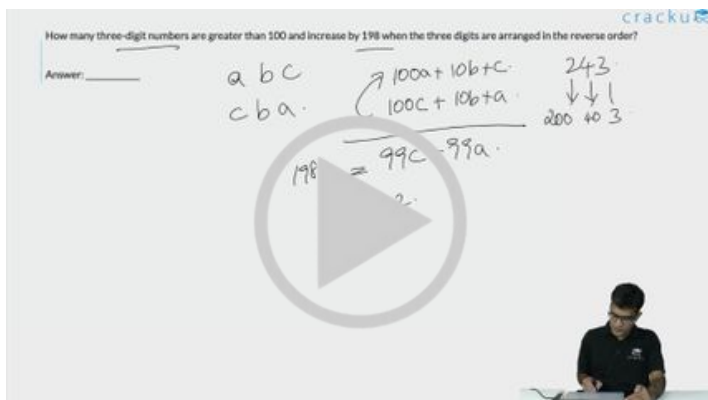 cracku
How many three-digit numbers are greater than 100 and increase by 198 when the three digits are arranged in the reverse order?
Answer: ________
a b c
c b a.
100a + 10b + c.
100c + 10b + a.
198 = 99c - 99a.
2.
243.
200 40 3